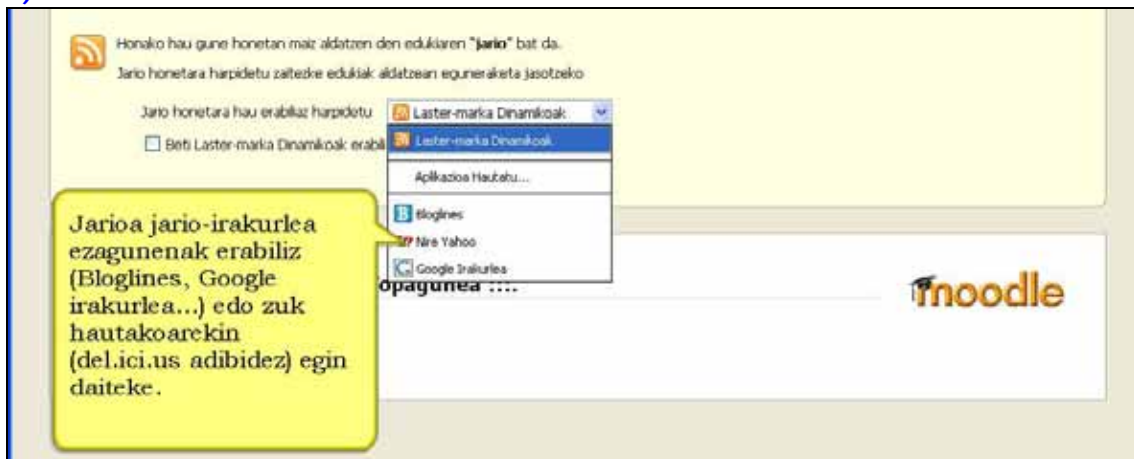 Honako hau gune honetan maiz aldatzen den edukiaren "jario" bat da.
Jario honetara harpidetu zaitezke edukiak aldatzean eguneraketa jasotzeko
Jario honetara hau erabiliaz harpidetu Laster-marka Dinamikoak
Beti Laster-marka Dinamikoak erabil
Laster-marka Dinamikoak
Aplikazioa Hautatu...
Bloglines
Nire Yahoo
Google Irakurlea
Jarioa jario-irakurlea
ezagunenak erabiliz
(Bloglines, Google
irakurlea...) edo zuk
hautakoarekin
(del.ici.us adibidez) egin
daiteke.
opagunea :::.
moodle